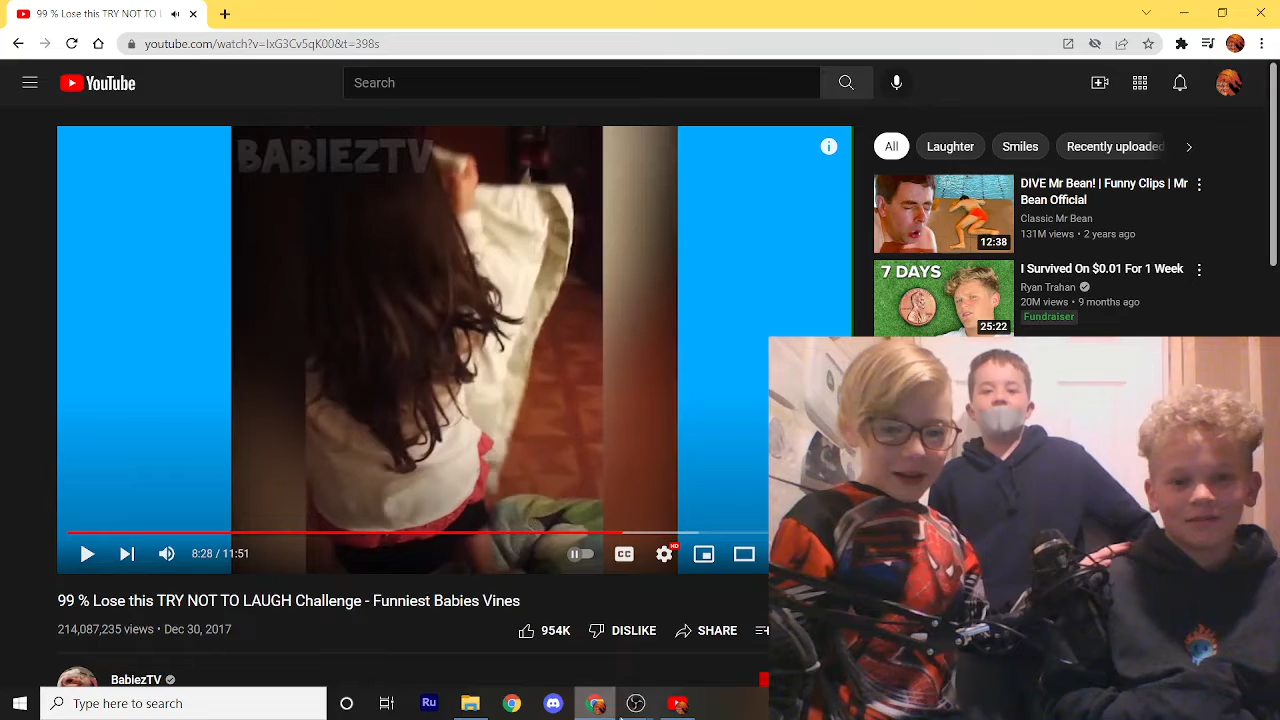 99 % Lose this TRY NOT TO L
youtube.com/watch?v=IxG3Cv5qK00&t=398s
YouTube
Search
BABIEZTV
All
Laughter
Smiles
Recently uploaded
DIVE Mr Bean! | Funny Clips | Mr
Bean Official
Classic Mr Bean
131M views • 2 years ago
12:38
7 DAYS
I Survived On $0.01 For 1 Week
Ryan Trahan
20M views • 9 months ago
Fundraiser
25:22
8:28 / 11:51
CC
HD
99 % Lose this TRY NOT TO LAUGH Challenge - Funniest Babies Vines
214,087,235 views • Dec 30, 2017
954K
DISLIKE
SHARE
BabiezTV
Type here to search
Ru